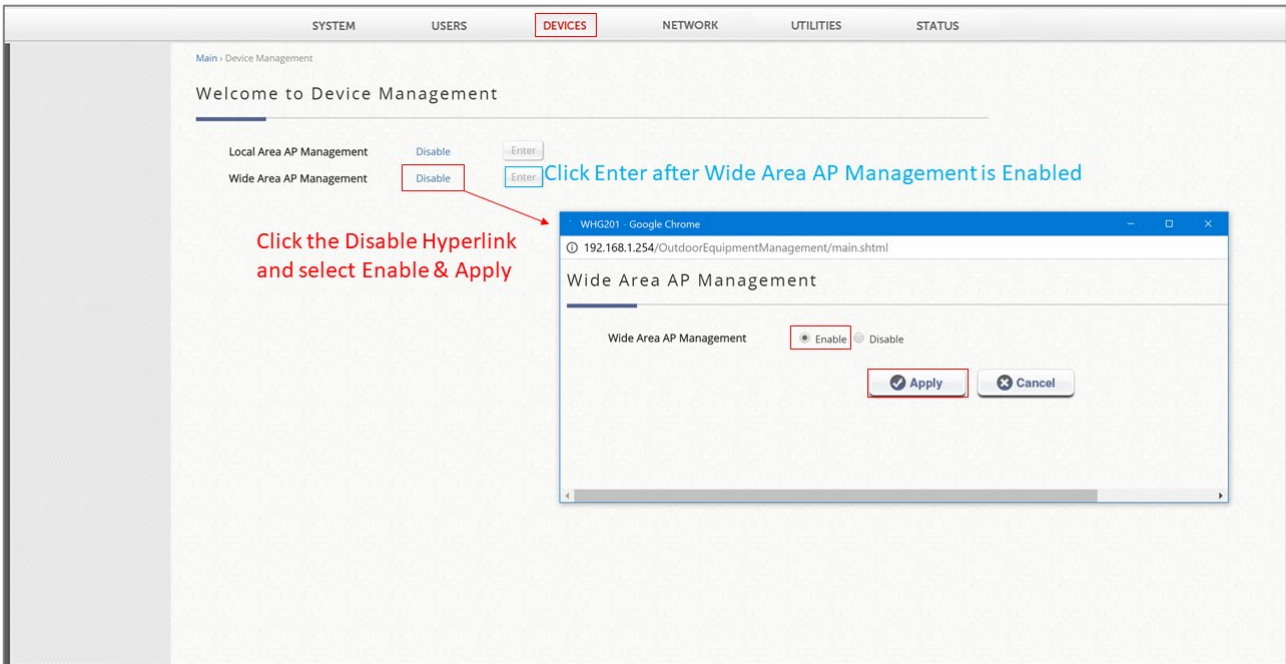 SYSTEM USERS DEVICES NETWORK UTILITIES STATUS
Main › Device Management
Welcome to Device Management
Local Area AP Management Disable Enter
Wide Area AP Management Disable Enter
Click Enter after Wide Area AP Management is Enabled
Click the Disable Hyperlink
and select Enable & Apply
WHG201 - Google Chrome
192.168.1.254/OutdoorEquipmentManagement/main.shtml
Wide Area AP Management
Wide Area AP Management Enable Disable
Apply Cancel